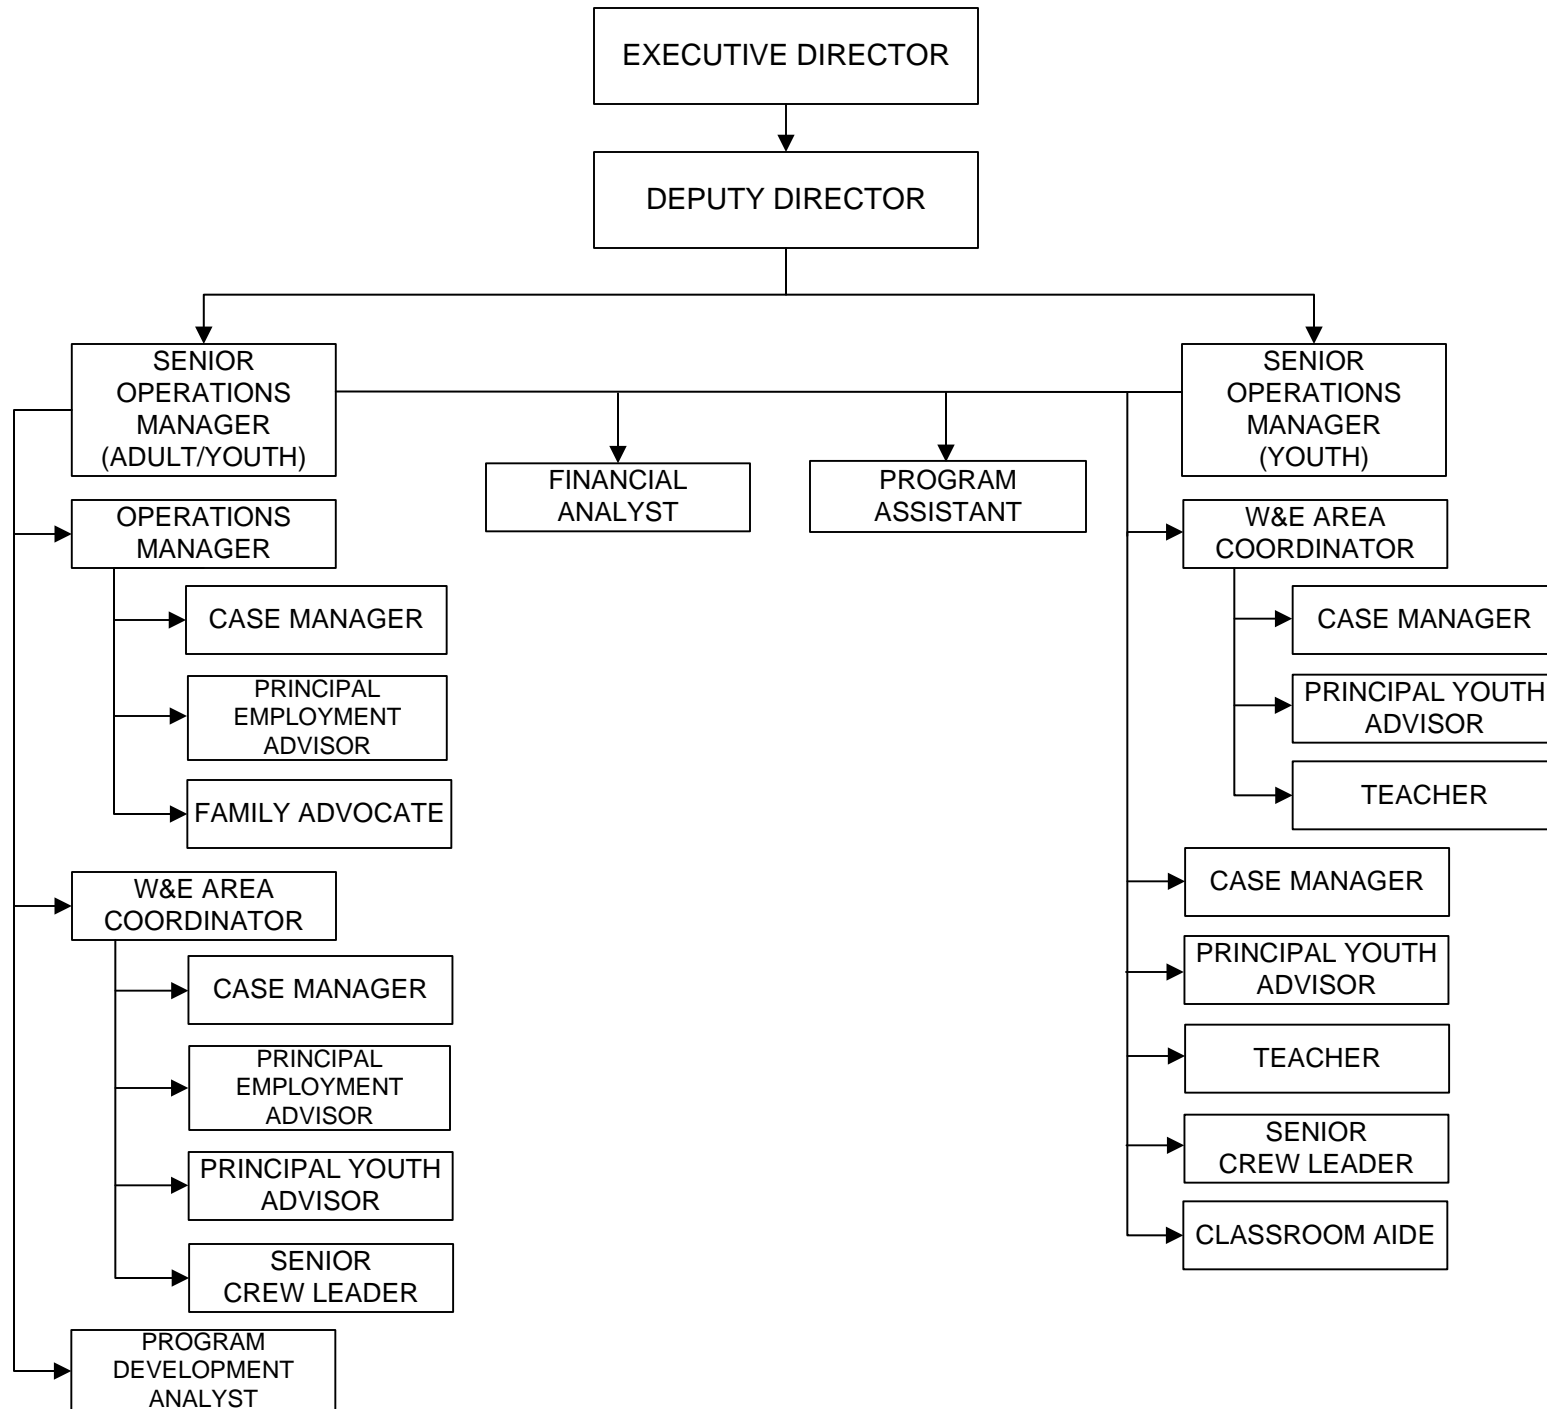 EXECUTIVE DIRECTOR
DEPUTY DIRECTOR
SENIOR
OPERATIONS
MANAGER
(ADULT/YOUTH)
SENIOR
OPERATIONS
MANAGER
(YOUTH)
FINANCIAL
ANALYST
PROGRAM
ASSISTANT
OPERATIONS
MANAGER
CASE MANAGER
PRINCIPAL
EMPLOYMENT
ADVISOR
FAMILY ADVOCATE
W&E AREA
COORDINATOR
CASE MANAGER
PRINCIPAL
EMPLOYMENT
ADVISOR
PRINCIPAL YOUTH
ADVISOR
SENIOR
CREW LEADER
PROGRAM
DEVELOPMENT
ANALYST
W&E AREA
COORDINATOR
CASE MANAGER
PRINCIPAL YOUTH
ADVISOR
TEACHER
CASE MANAGER
PRINCIPAL YOUTH
ADVISOR
TEACHER
SENIOR
CREW LEADER
CLASSROOM AIDE